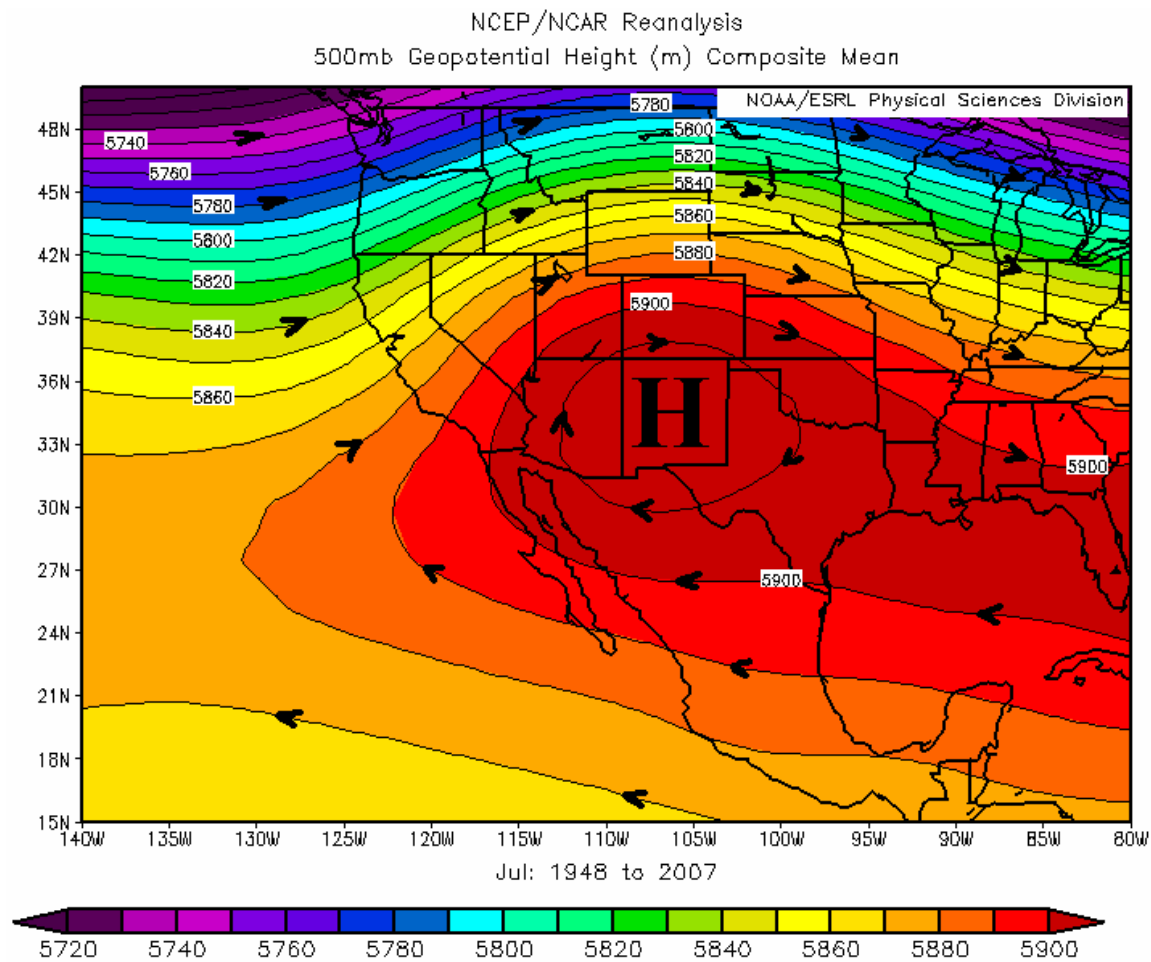 NCEP/NCAR Reanalysis
500mb Geopotential Height (m) Composite Mean
NOAA/ESRL Physical Sciences Division
5780
48N
5800
5740
5820
5760
5840
45N
5780
5860
5800
5880
42N
5820
5900
39N
5840
36N
5860
H
33N
5900
30N
5900
27N
24N
21N
18N
15N
140W 135W 130W 125W 120W 115W 110W 105W 100W 95W 90W 85W 80W
Jul: 1948 to 2007
5720 5740 5760 5780 5800 5820 5840 5860 5880 5900